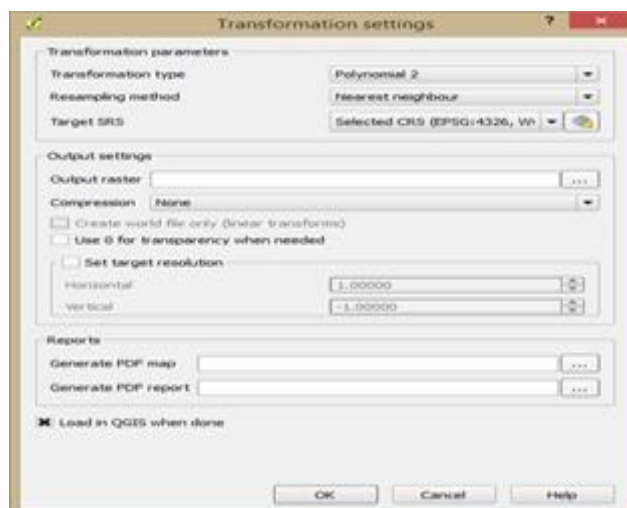 Transformation settings
?
Transformation parameters
Transformation type Polynomial 2
Resampling method Nearest neighbour
Target SRS Selected CRS (EPSG:4326, W
Output settings
Output raster ...
Compression None
Create world file only (linear transforms)
Use 0 for transparency when needed
Set target resolution
Horizontal 1.00000
Vertical -1.00000
Reports
Generate PDF map ...
Generate PDF report ...
Load in QGIS when done
OK Cancel Help